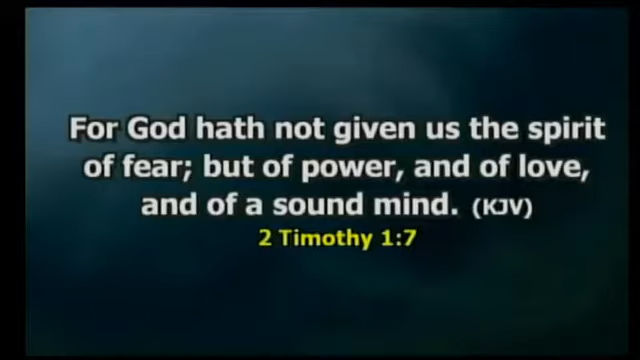 For God hath not given us the spirit
of fear; but of power, and of love,
and of a sound mind. (KJV)
2 Timothy 1:7